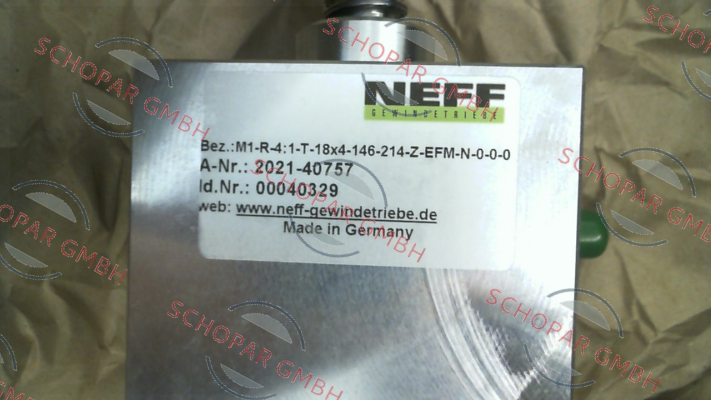 NEFF
GEWINDETRIEBE
Bez.:M1-R-4:1-T-18x4-146-214-Z-EFM-N-0-0-0
A-Nr.: 2021-40757
Id.Nr.: 00040329
web: www.neff-gewindetriebe.de
Made in Germany
SCHOPAR GMBH
SCHOPAR GMBH
SCHOPAR GMBH
SCHOPAR GMBH
SCHOPAR GMBH
SCHOPAR GMBH
SCHOPAR GMBH